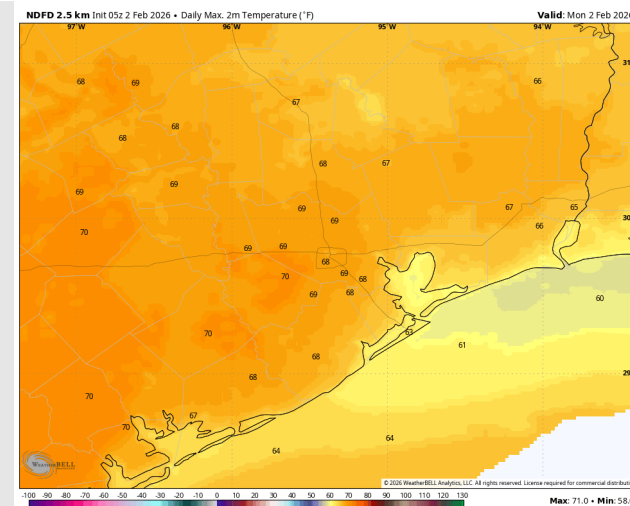 NDFD 2.5 km Init 05z 2 Feb 2026 • Daily Max. 2m Temperature (°F)
Valid: Mon 2 Feb 2026
97°W 96°W 95°W 94°W
31
68 69 66
67
68 68
68 67
69 69
69 67 65
69 66 30
70
69 69
68
70 69 68
69 68 60
70 63
61
68
29
68
70
67
70
64 64
WEATHERBELL
© 2026 WeatherBELL Analytics, LLC. All rights reserved. License required for commercial distributi
-100 -90 -80 -70 -60 -50 -40 -30 -20 -10 0 10 20 30 40 50 60 70 80 90 100 110 120 130
Max: 71.0 • Min: 58.